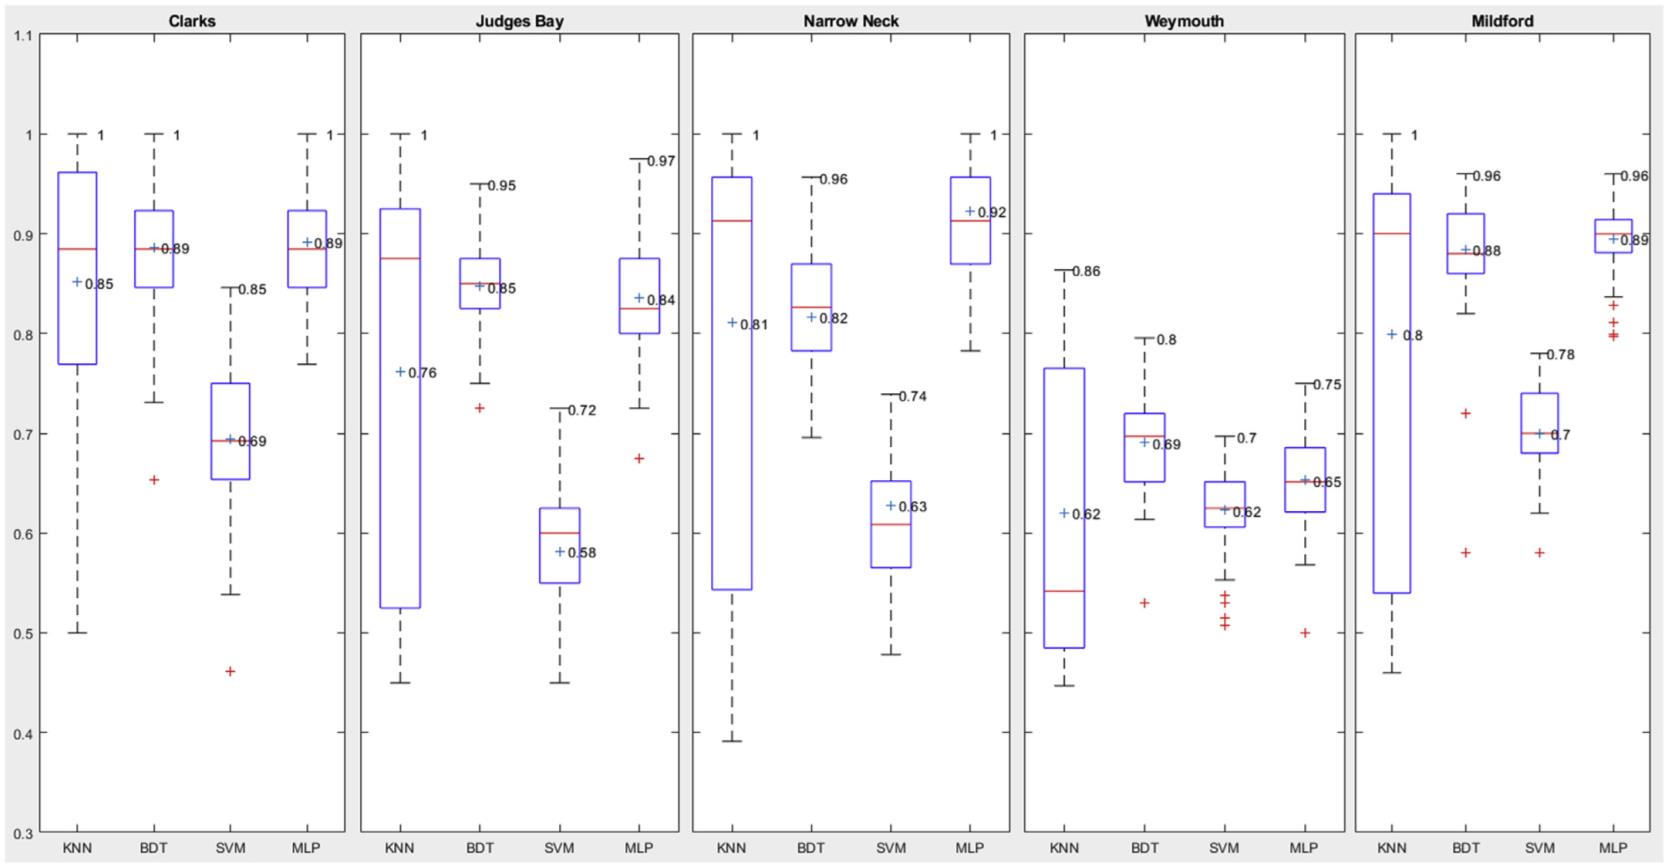 Clarks Judges Bay Narrow Neck Weymouth Mildford
1.1
1 1 1 1 1 1 1 1
0.97
0.95 0.96 0.96 0.96
0.9
0.89 0.89 0.92 0.88 0.89
0.85 0.85 0.85 0.84 0.86
0.8
0.76 0.81 0.82 0.8 0.8
0.72 0.74 0.75 0.78
0.7
0.69 0.69 0.7 0.7
0.63 0.62 0.62 0.65
0.6
0.58
0.5
0.4
0.3
KNN BDT SVM MLP KNN BDT SVM MLP KNN BDT SVM MLP KNN BDT SVM MLP KNN BDT SVM MLP